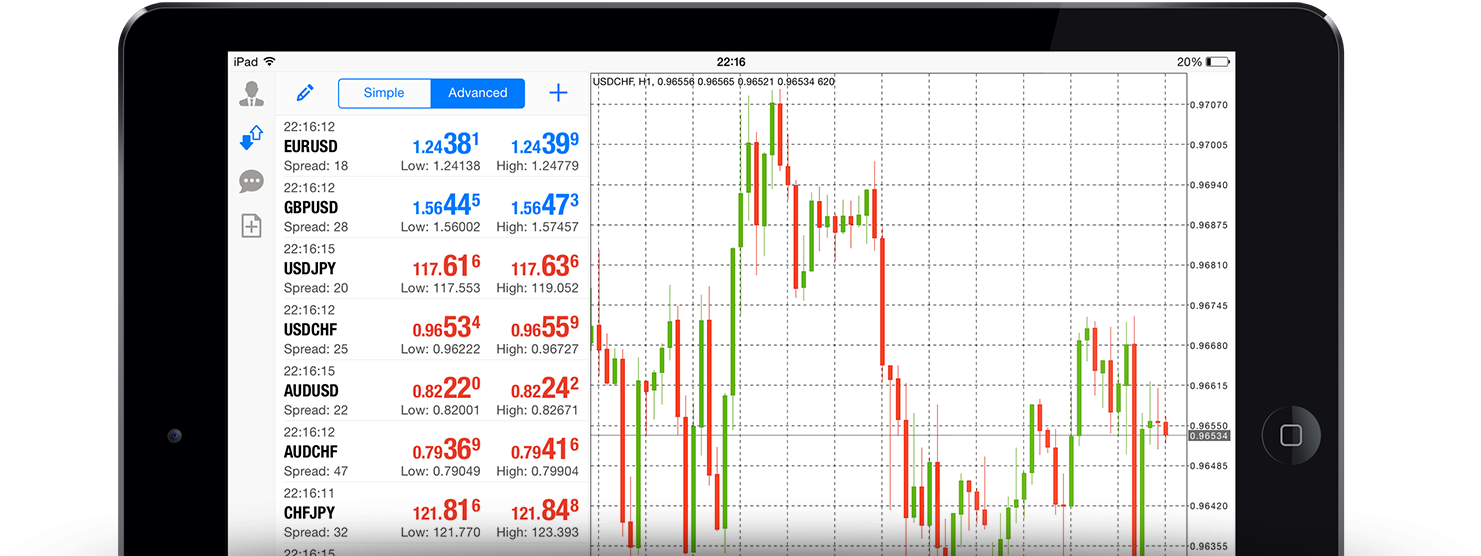 iPad 22:16 20%
Simple Advanced
USDCHF, H1, 0.96556 0.96565 0.96521 0.96534 620
22:16:12
EURUSD 1.24381 1.24399
Spread: 18 Low: 1.24138 High: 1.24779
22:16:12
GBPUSD 1.56445 1.56473
Spread: 28 Low: 1.56002 High: 1.57457
22:16:15
USDJPY 117.616 117.636
Spread: 20 Low: 117.553 High: 119.052
22:16:12
USDCHF 0.96534 0.96559
Spread: 25 Low: 0.96222 High: 0.96727
22:16:15
AUDUSD 0.82220 0.82242
Spread: 22 Low: 0.82001 High: 0.82671
22:16:12
AUDCHF 0.79369 0.79416
Spread: 47 Low: 0.79049 High: 0.79904
22:16:11
CHFJPY 121.816 121.848
Spread: 32 Low: 121.770 High: 123.393
22:16:15
0.97070
0.97005
0.96940
0.96875
0.96810
0.96745
0.96680
0.96615
0.96550
0.96534
0.96485
0.96420
0.96355